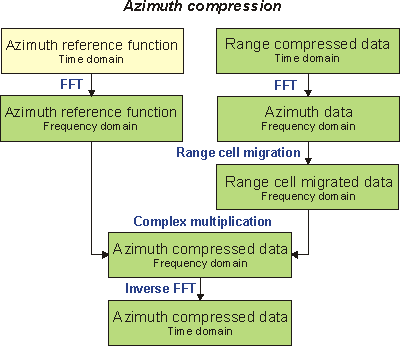 Azimuth compression
Azimuth reference function
Time domain
Range compressed data
Time domain
FFT
FFT
Azimuth reference function
Frequency domain
Azimuth data
Frequency domain
Range cell migration
Range cell migrated data
Frequency domain
Complex multiplication
Azimuth compressed data
Frequency domain
Inverse FFT
Azimuth compressed data
Time domain